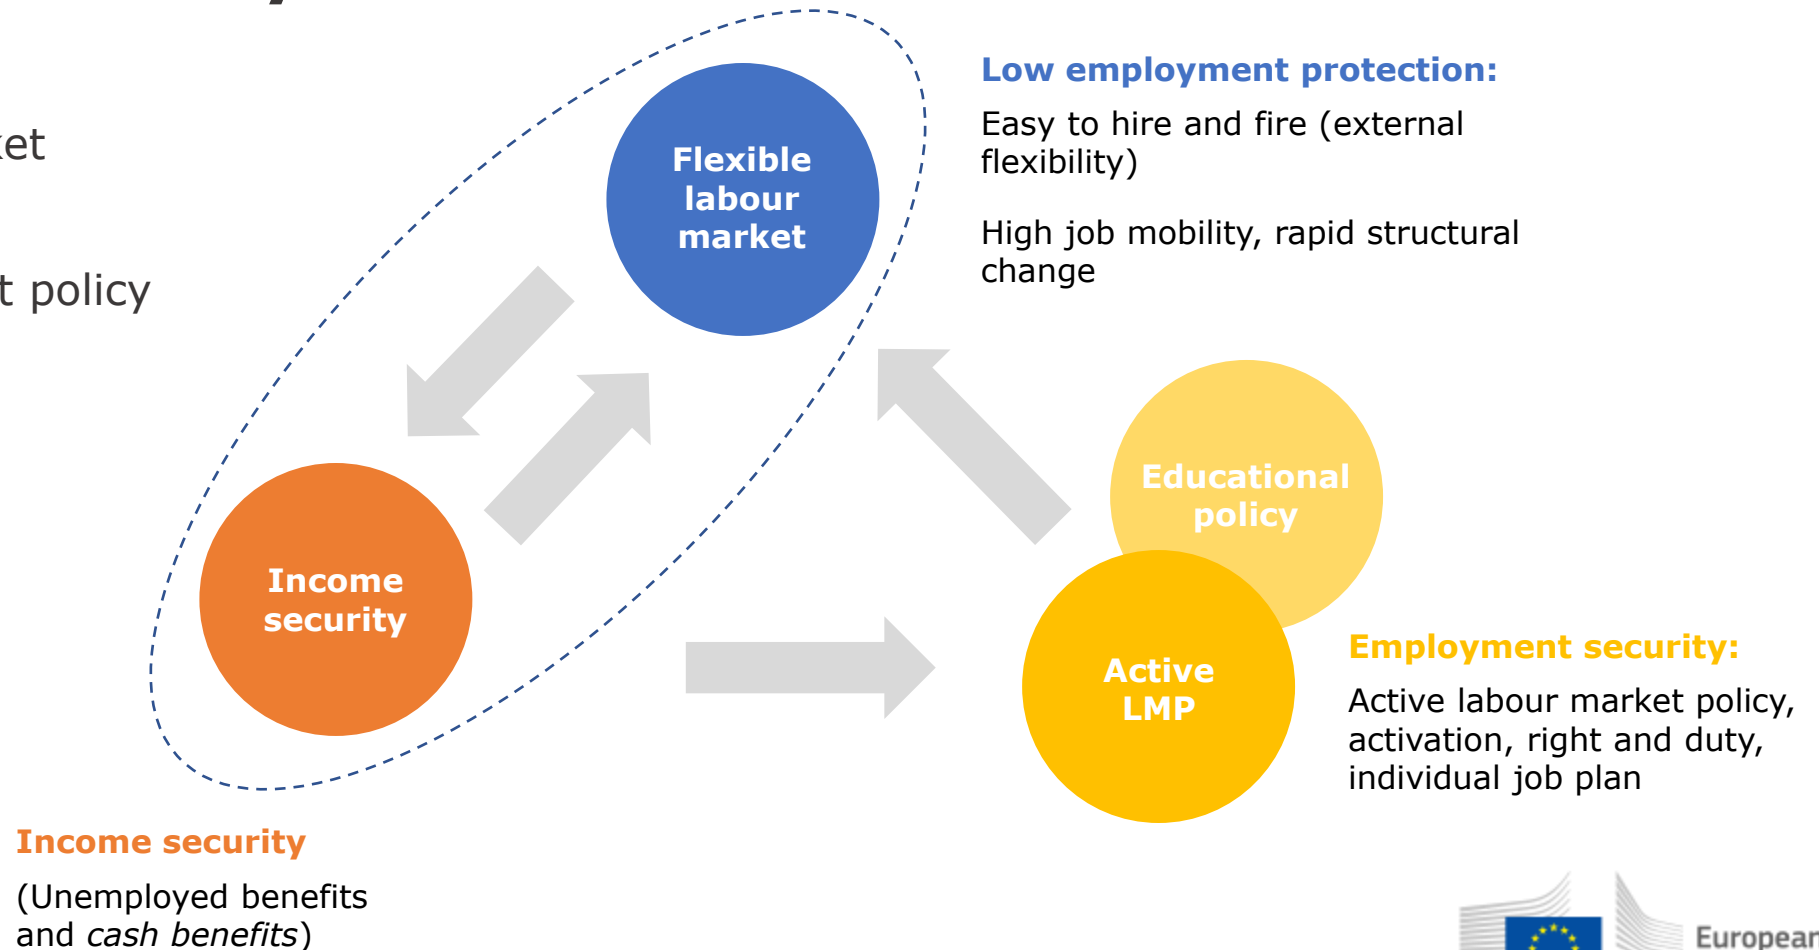 ket
t policy
Low employment protection:
Easy to hire and fire (external
flexibility)
High job mobility, rapid structural
change
Flexible
labour
market
Educational
policy
Income
security
Active
LMP
Employment security:
Active labour market policy,
activation, right and duty,
individual job plan
Income security
(Unemployed benefits
and cash benefits)
European